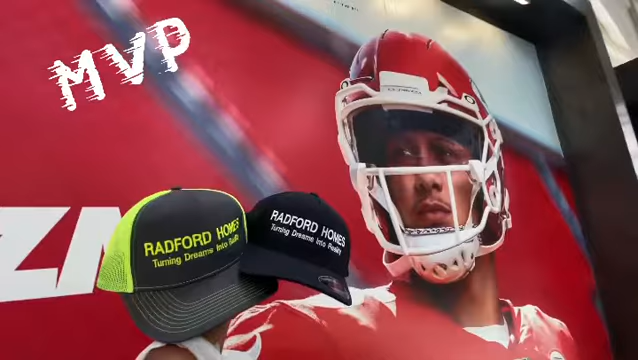 MVP
RADFORD HOMES
Turning Dreams Into Reality
RADFORD HOMES
Turning Dreams Into Reality